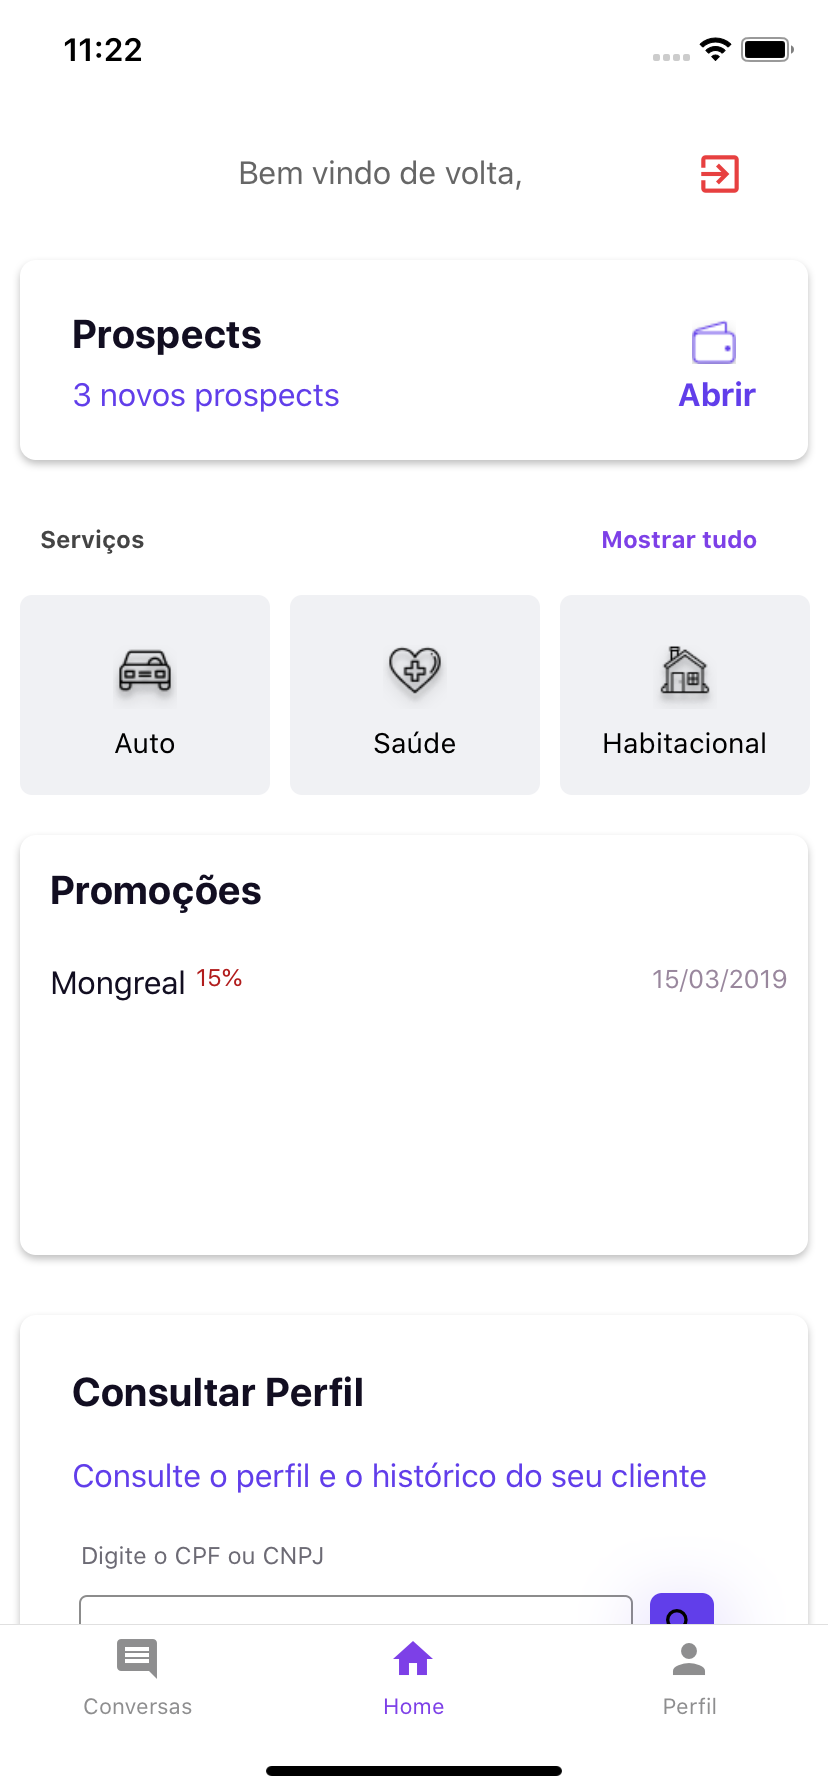 11:22
Bem vindo de volta,
Prospects
3 novos prospects
Abrir
Serviços
Mostrar tudo
Auto
Saúde
Habitacional
Promoções
Mongreal 15%
15/03/2019
Consultar Perfil
Consulte o perfil e o histórico do seu cliente
Digite o CPF ou CNPJ
Conversas
Home
Perfil